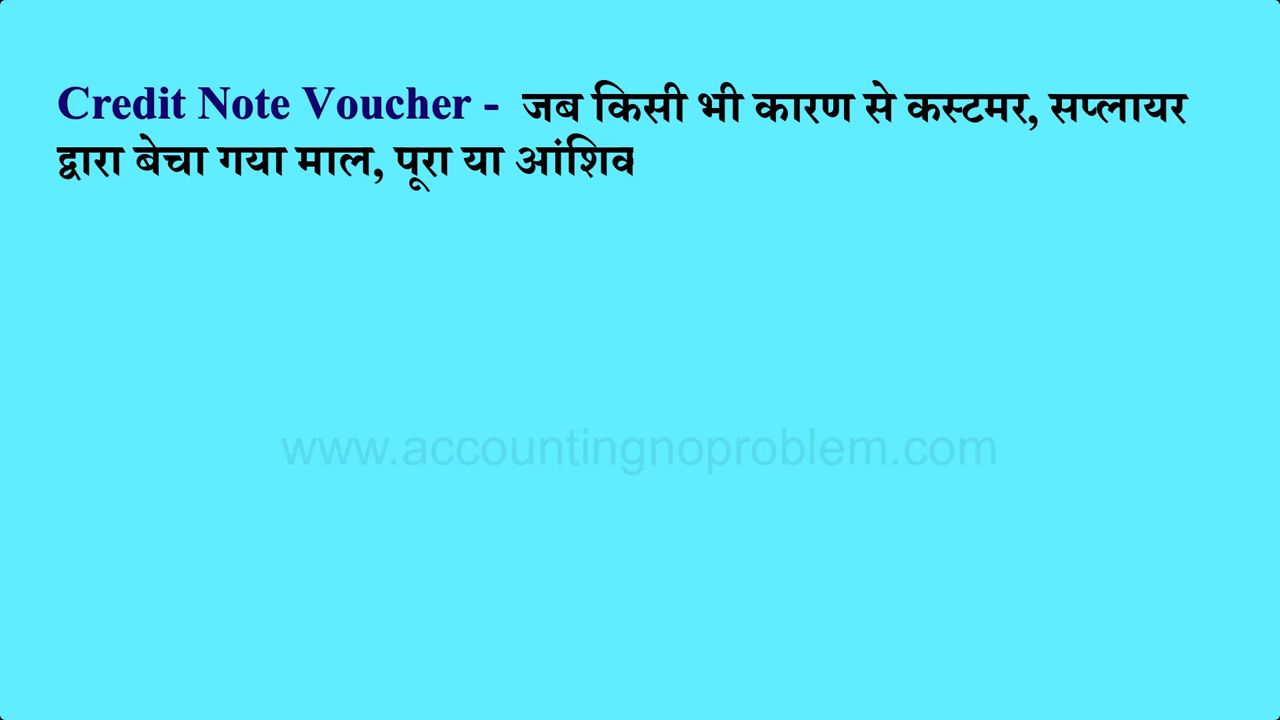 Credit Note Voucher - जब किसी भी कारण से कस्टमर, सप्लायर
द्वारा बेचा गया माल, पूरा या
www.accountingnoproblem.com